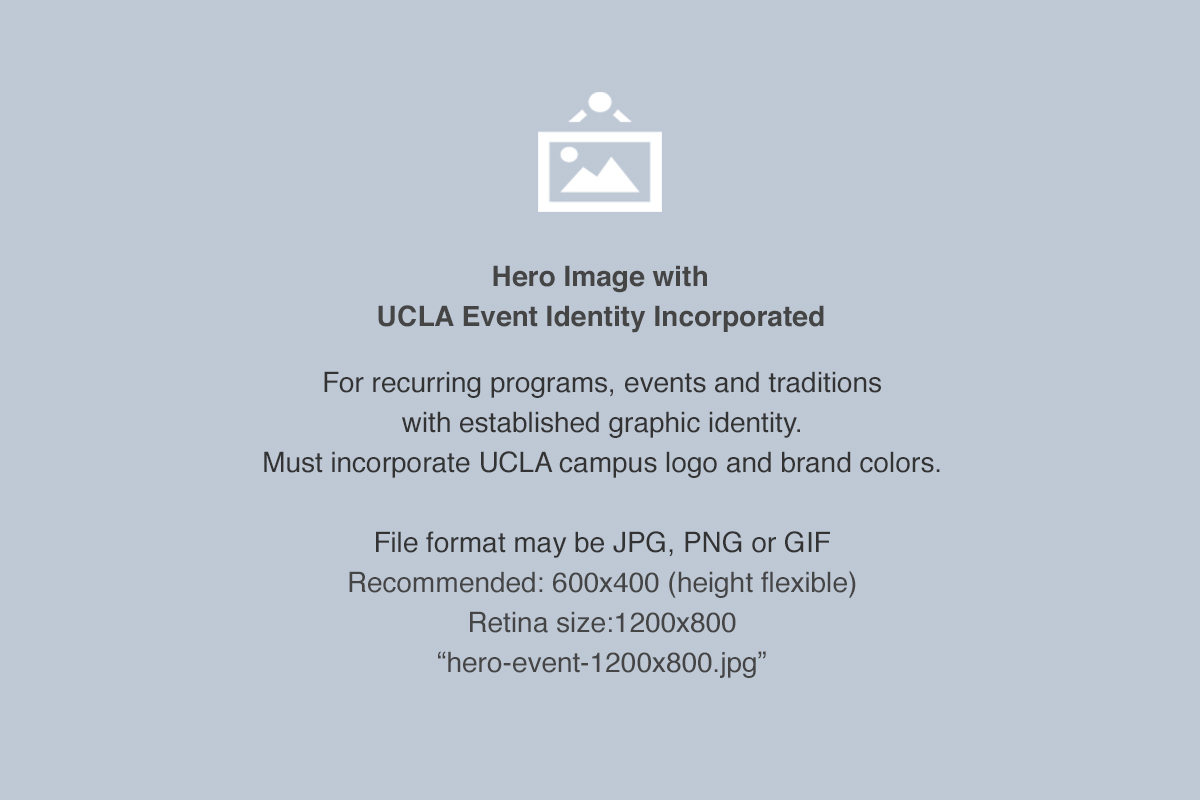 Hero Image with
UCLA Event Identity Incorporated
For recurring programs, events and traditions
with established graphic identity.
Must incorporate UCLA campus logo and brand colors.
File format may be JPG, PNG or GIF
Recommended: 600x400 (height flexible)
Retina size:1200x800
“hero-event-1200x800.jpg”